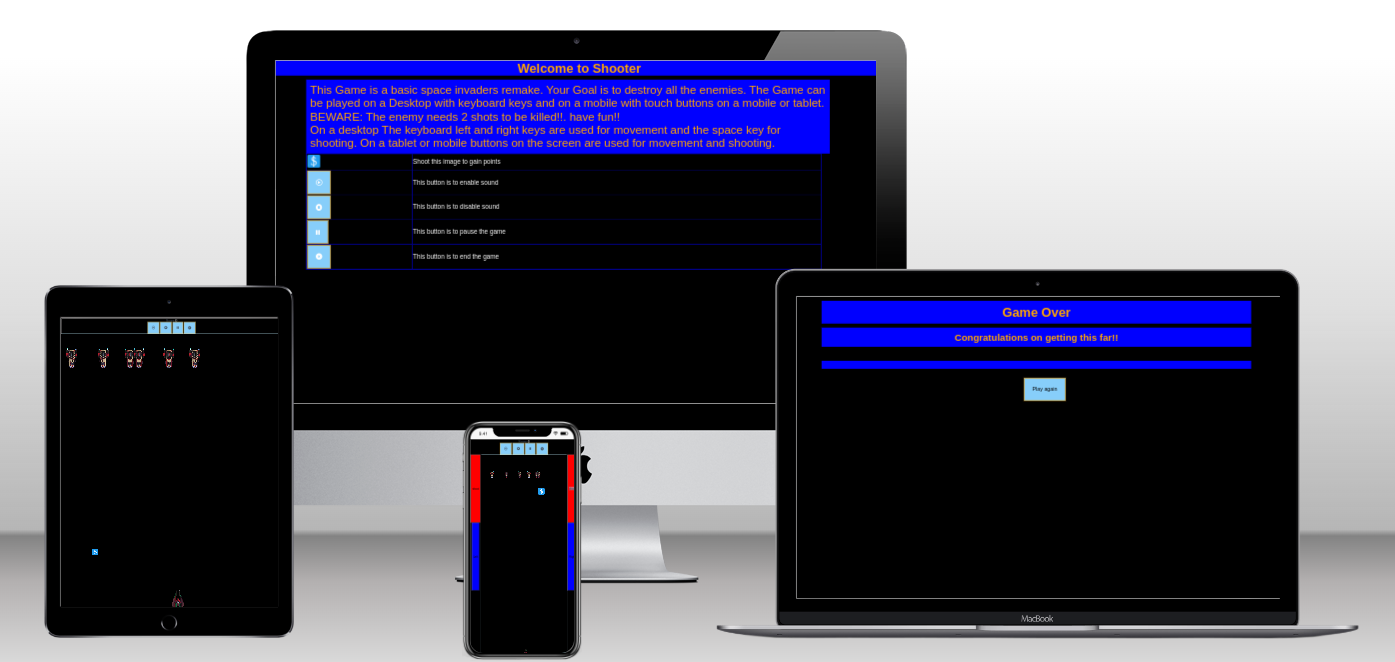 Welcome to Shooter
This Game is a basic space invaders remake. Your Goal is to destroy all the enemies. The Game can
be played on a Desktop with keyboard keys and on a mobile with touch buttons on a mobile or tablet.
BEWARE: The enemy needs 2 shots to be killed!!. have fun!!
On a desktop The keyboard left and right keys are used for movement and the space key for
shooting. On a tablet or mobile buttons on the screen are used for movement and shooting.
$
Shoot this image to gain points
This button is to enable sound
This button is to disable sound
This button is to pause the game
This button is to end the game
Game Over
Congratulations on getting this far!!
Play again
9:41
MacBook